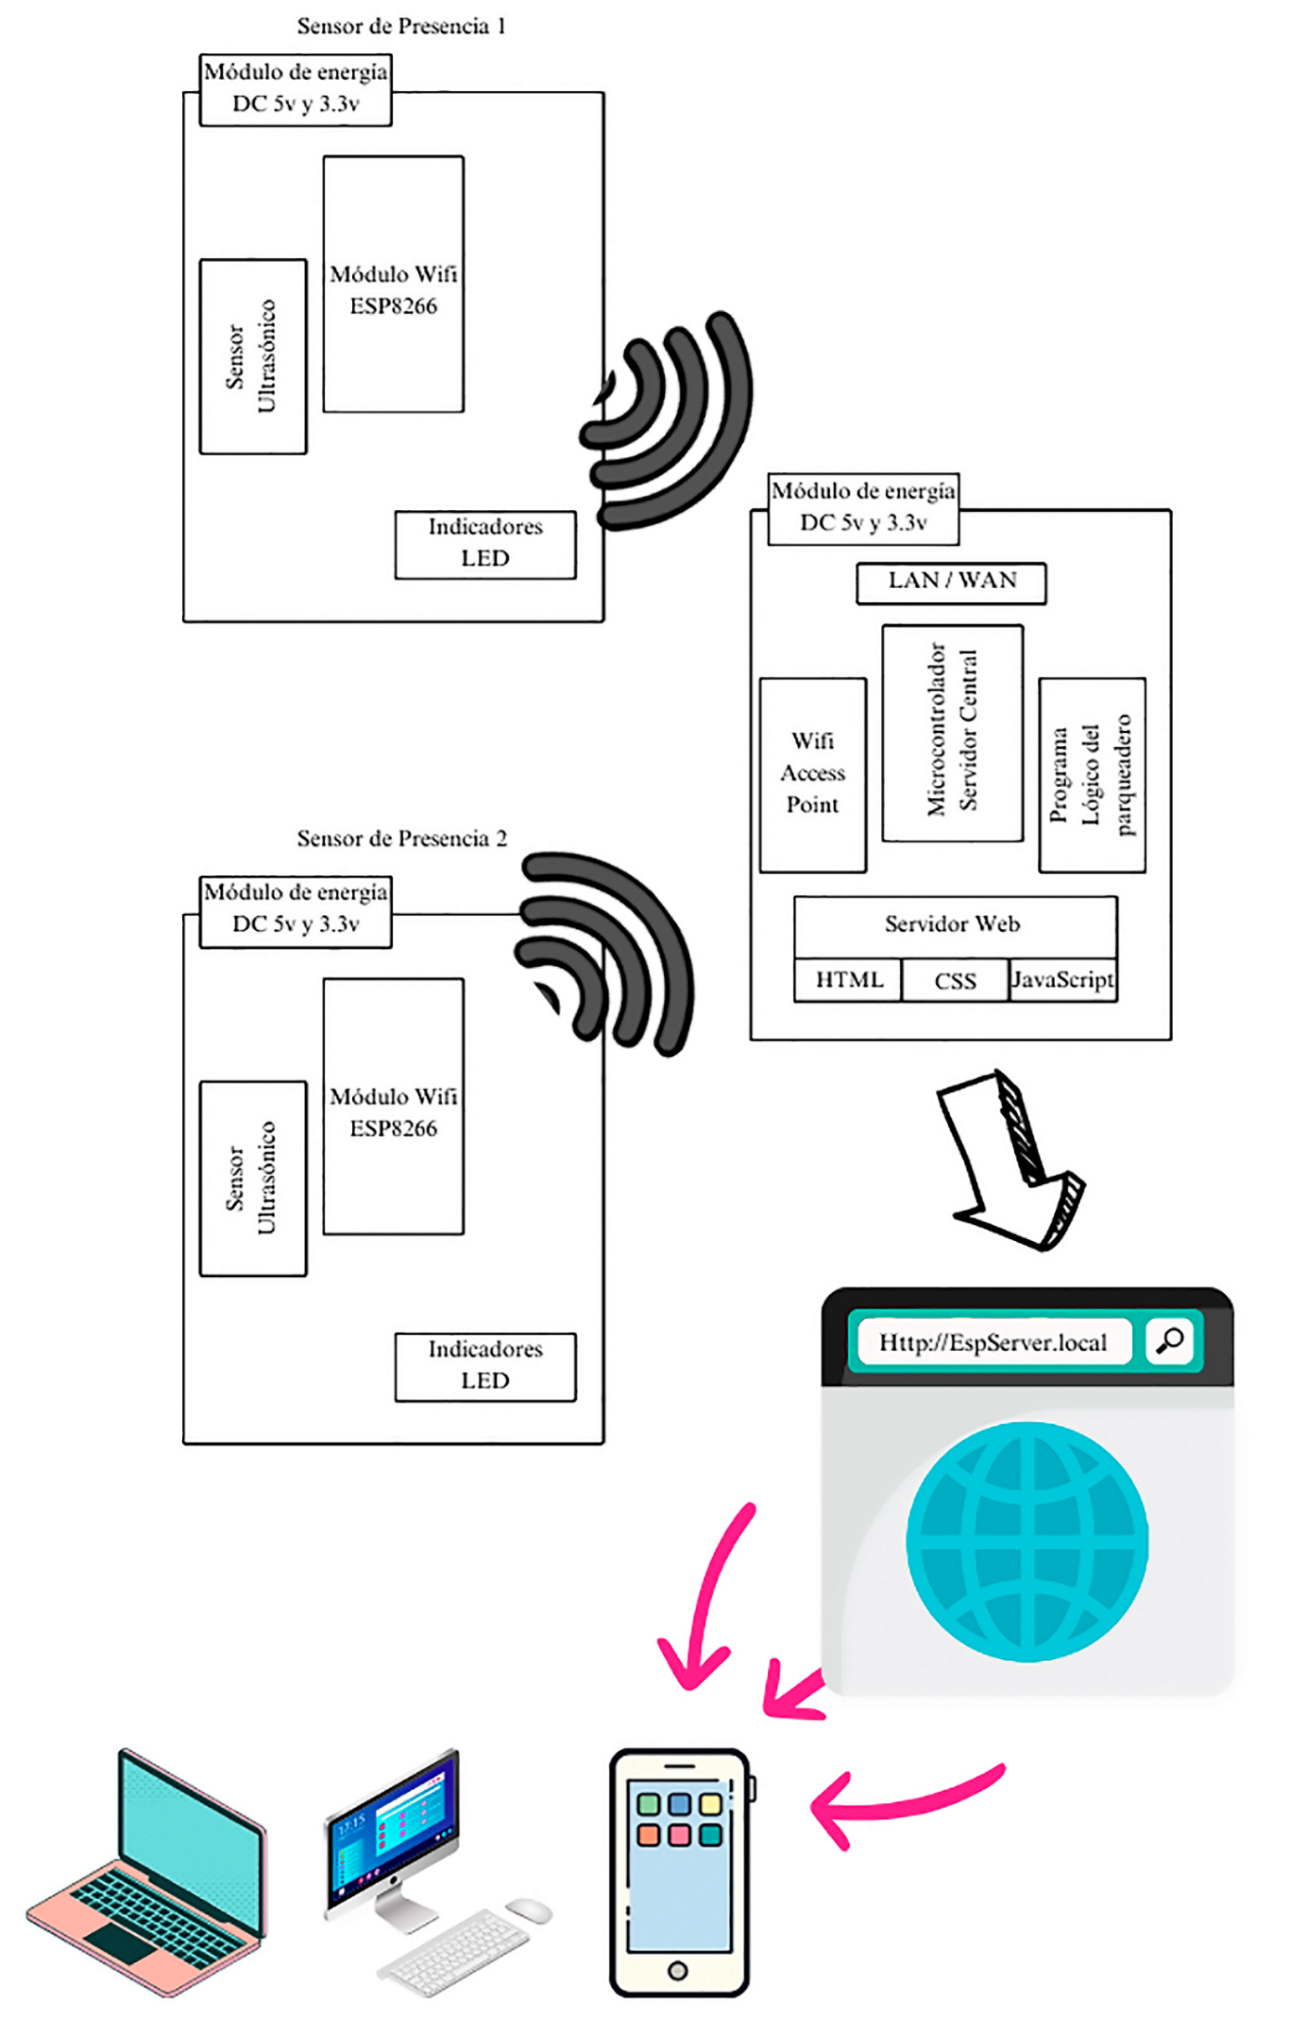 Sensor de Presencia 1
Módulo de energía
DC 5v y 3.3v
Módulo Wifi
ESP8266
Sensor
Ultrasónico
Indicadores
LED
Módulo de energía
DC 5v y 3.3v
LAN / WAN
Wifi
Access
Point
Microcontrolador
Servidor Central
Programa
Lógico del
parqueadero
Servidor Web
HTML
CSS
JavaScript
Sensor de Presencia 2
Módulo de energía
DC 5v y 3.3v
Módulo Wifi
ESP8266
Sensor
Ultrasónico
Indicadores
LED
Http://EspServer.local
17:15